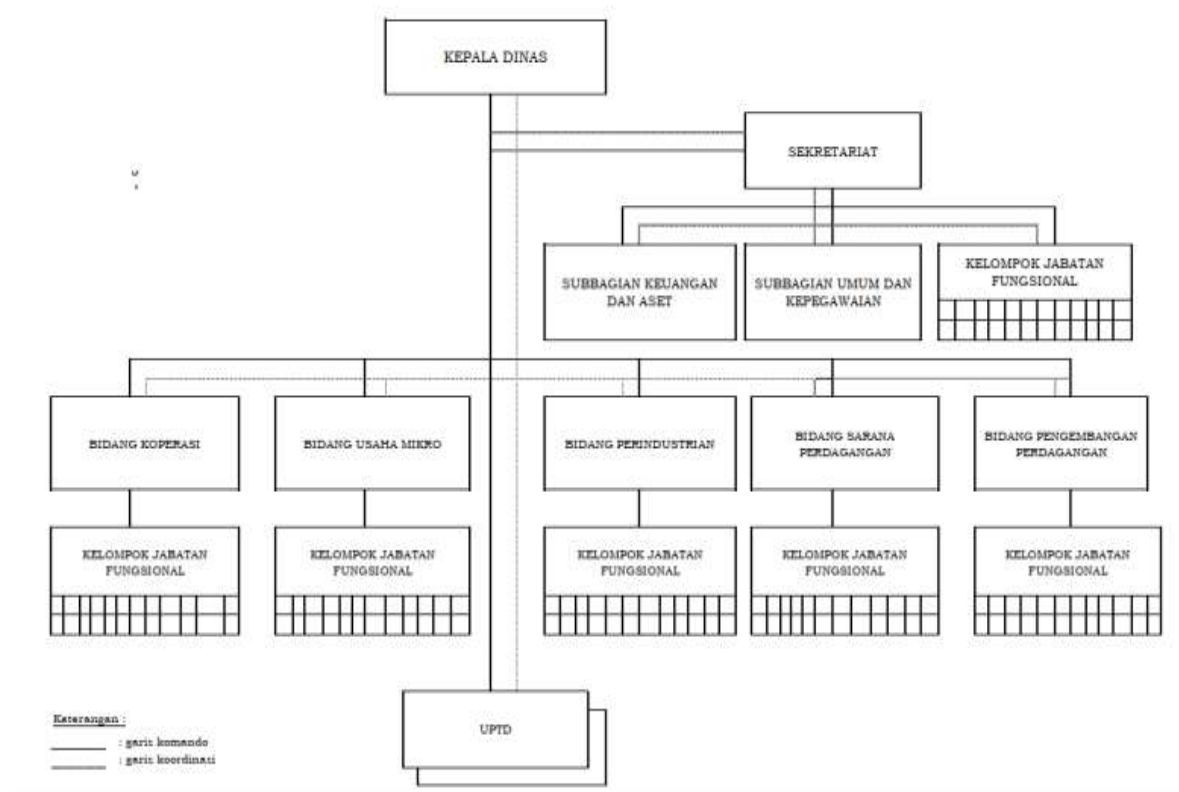 KEPALA DINAS
SEKRETARIAT
SUBBAGIAN KEUANGAN
DAN ASET
SUBBAGIAN UMUM DAN
KEPEGAWAIAN
KELOMPOK JABATAN
FUNGSIONAL
BIDANG KOPERASI
BIDANG USAHA MIKRO
BIDANG PERINDUSTRIAN
BIDANG SARANA
PERDAGANGAN
BIDANG PENGEMBANGAN
PERDAGANGAN
KELOMPOK JABATAN
FUNGSIONAL
KELOMPOK JABATAN
FUNGSIONAL
KELOMPOK JABATAN
FUNGSIONAL
KELOMPOK JABATAN
FUNGSIONAL
KELOMPOK JABATAN
FUNGSIONAL
UPTD
Keterangan :
: garis komando
: garis koordinasi